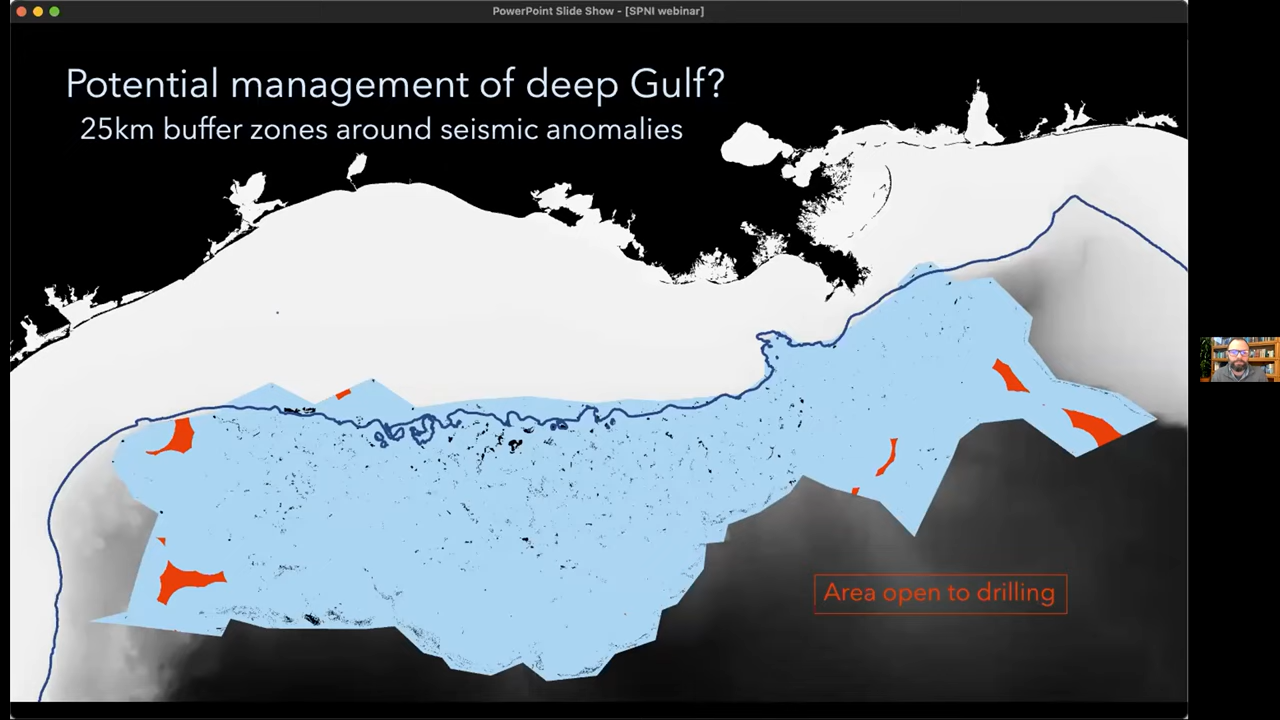 PowerPoint Slide Show - [SPNI webinar]
Potential management of deep Gulf?
25km buffer zones around seismic anomalies
Area open to drilling